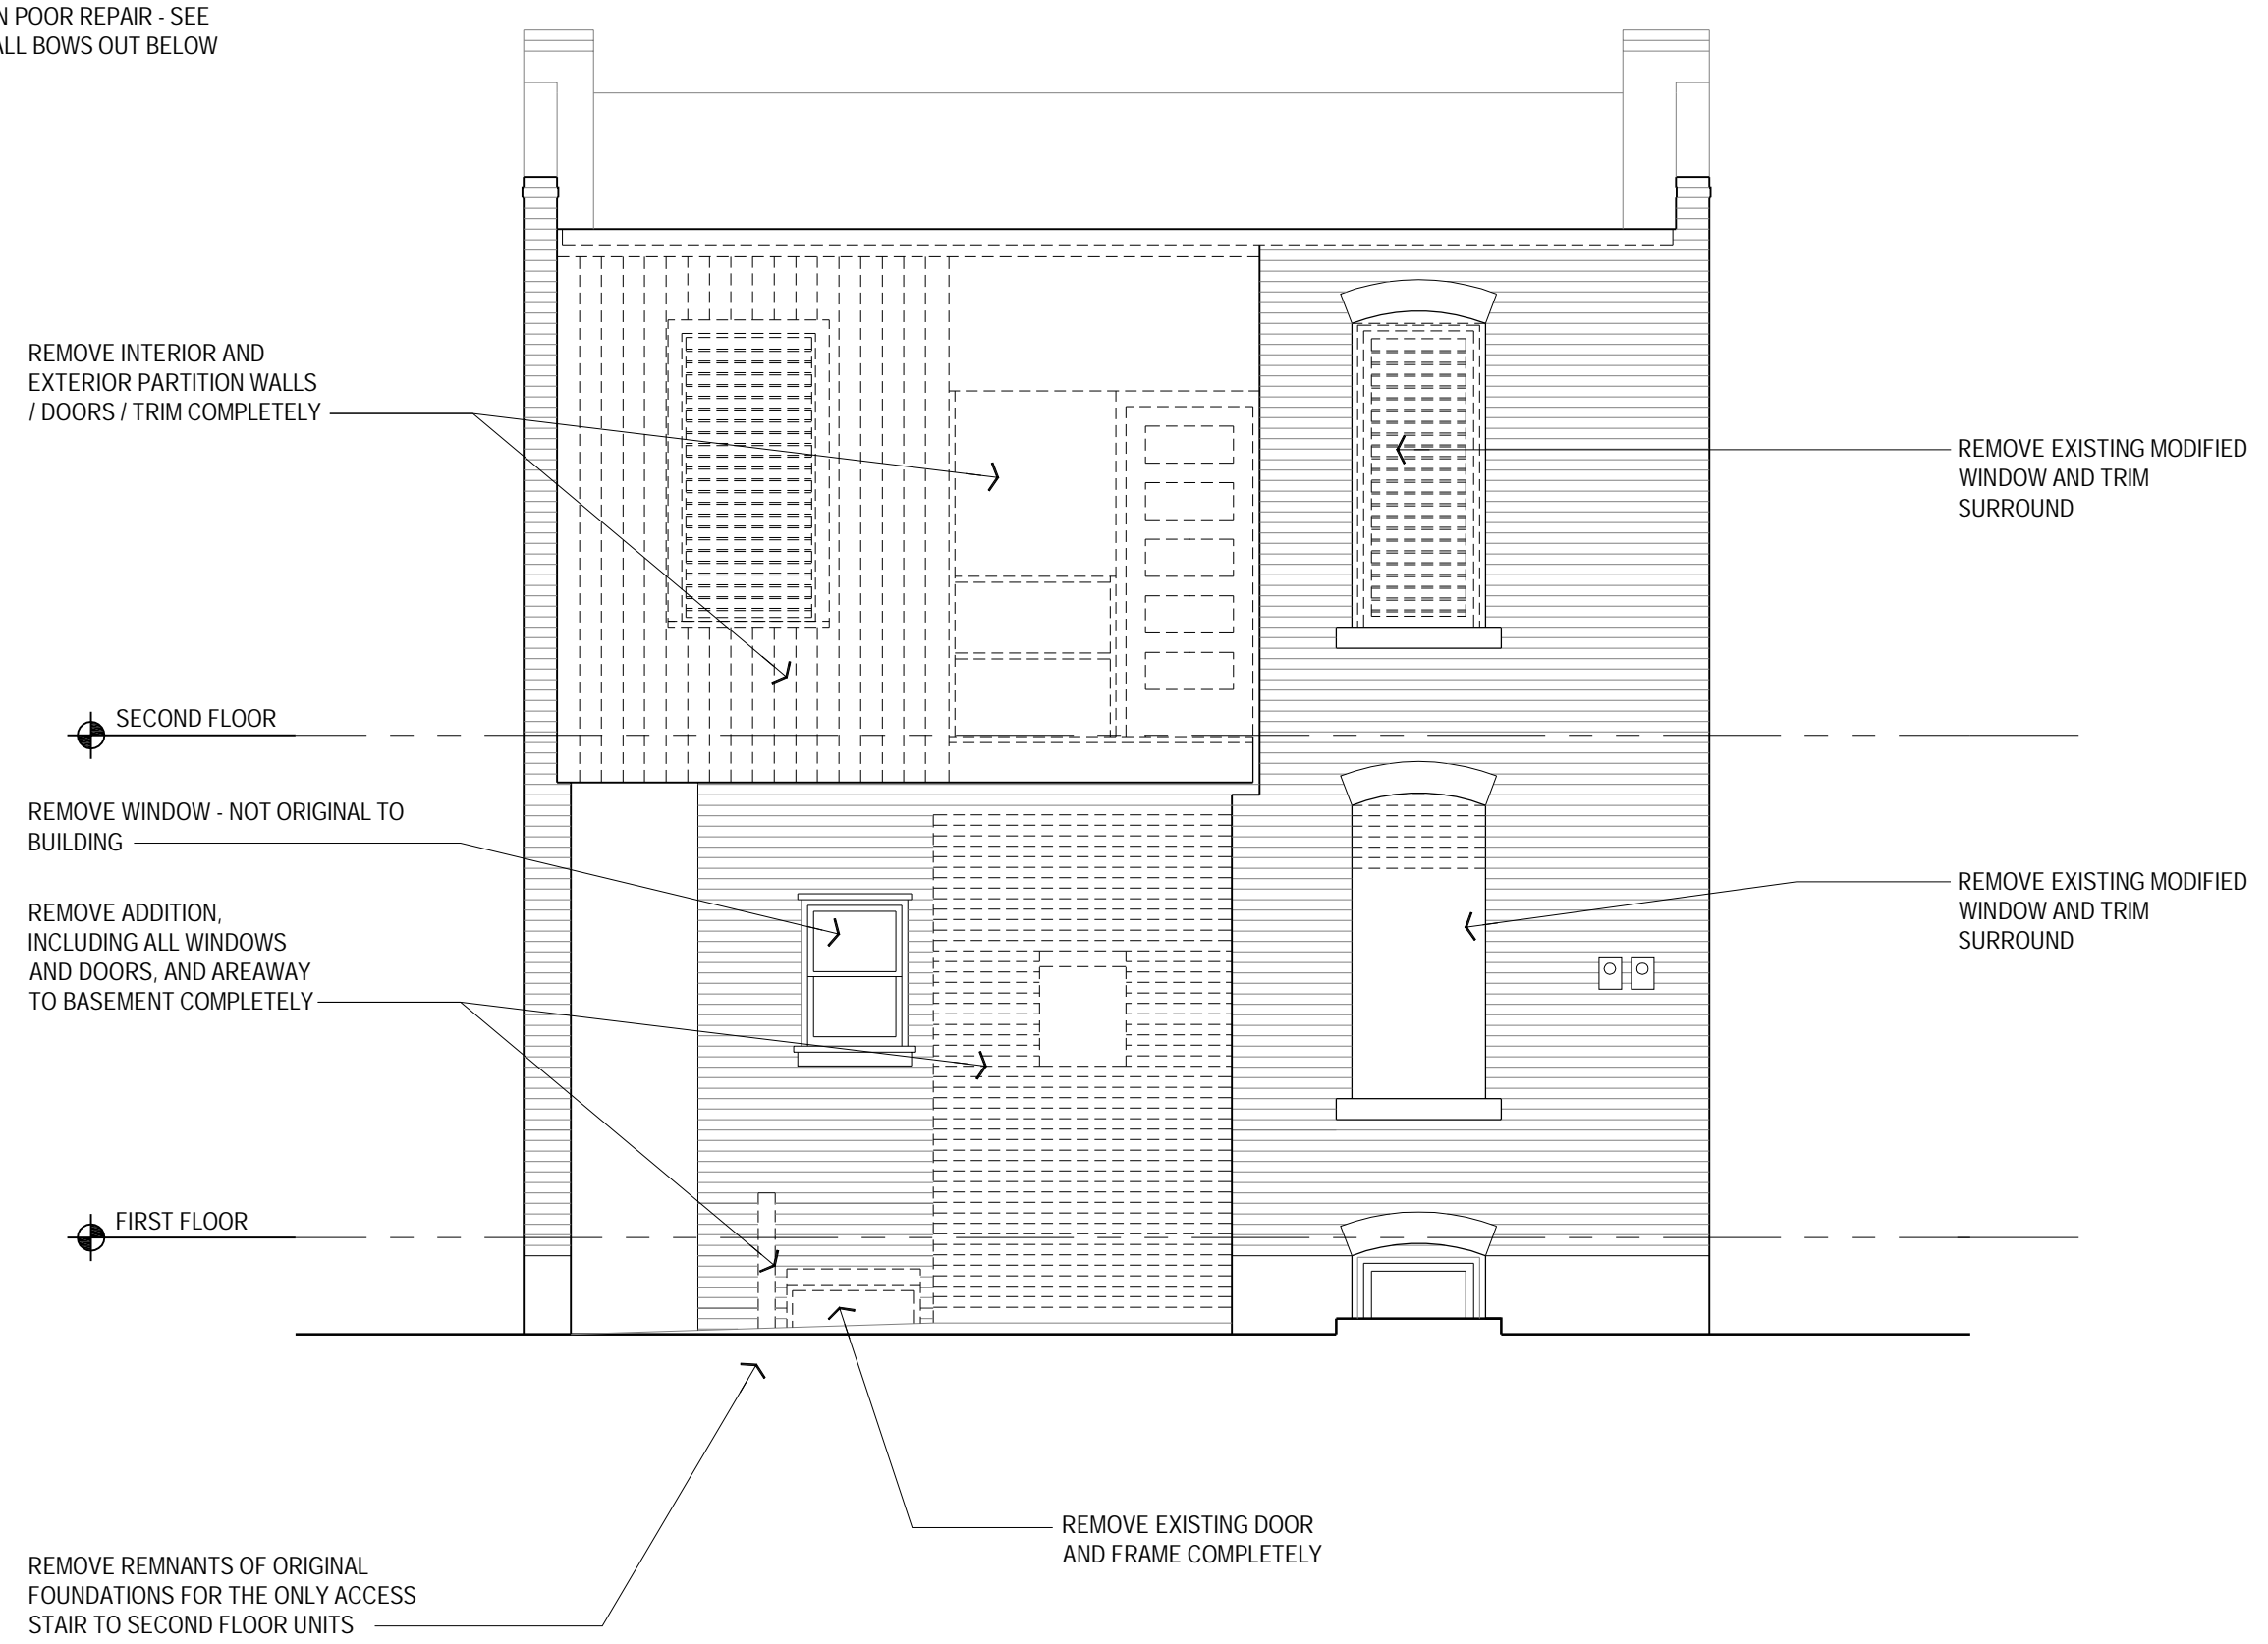 N POOR REPAIR - SEE
ALL BOWS OUT BELOW
REMOVE INTERIOR AND
EXTERIOR PARTITION WALLS
/ DOORS / TRIM COMPLETELY
REMOVE EXISTING MODIFIED
WINDOW AND TRIM
SURROUND
SECOND FLOOR
REMOVE WINDOW - NOT ORIGINAL TO
BUILDING
REMOVE EXISTING MODIFIED
WINDOW AND TRIM
SURROUND
REMOVE ADDITION,
INCLUDING ALL WINDOWS
AND DOORS, AND AREAWAY
TO BASEMENT COMPLETELY
FIRST FLOOR
REMOVE EXISTING DOOR
AND FRAME COMPLETELY
REMOVE REMNANTS OF ORIGINAL
FOUNDATIONS FOR THE ONLY ACCESS
STAIR TO SECOND FLOOR UNITS